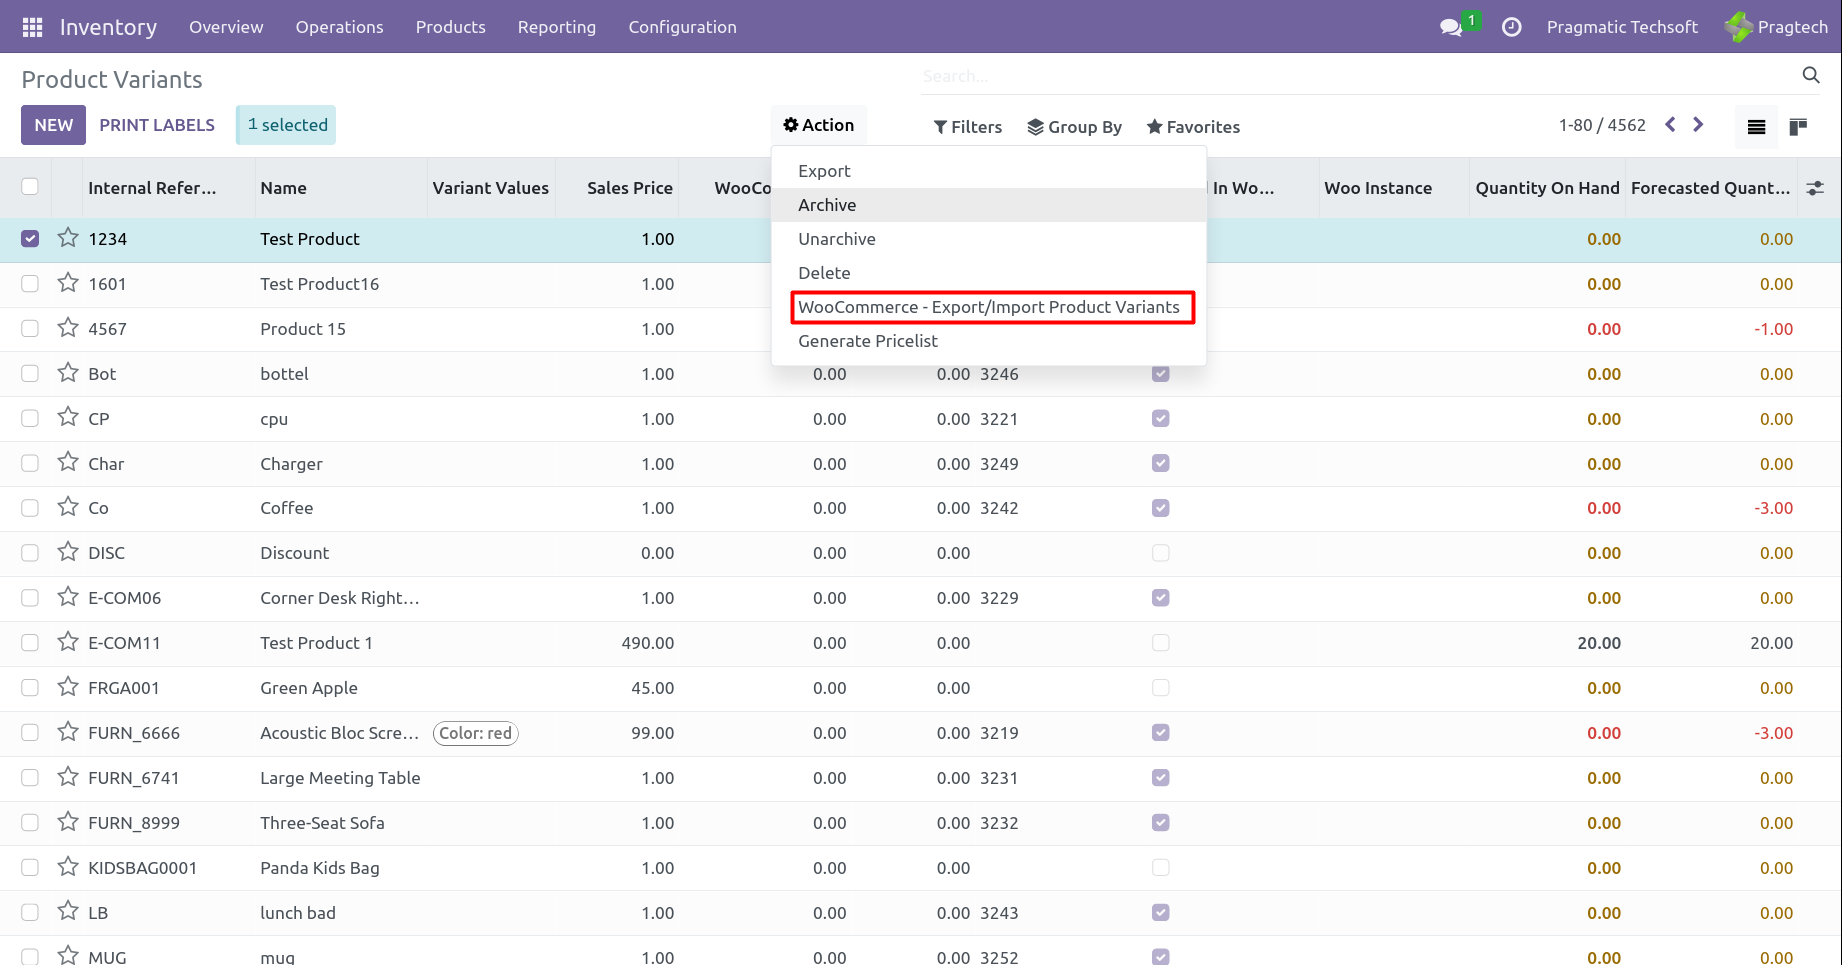 Inventory Overview Operations Products Reporting Configuration 1 Pragmatic Techsoft Pragtech
Product Variants Search...
NEW PRINT LABELS 1 selected Action Filters Group By Favorites 1-80 / 4562
Export
Archive
Unarchive
Delete
WooCommerce - Export/Import Product Variants
Generate Pricelist
Internal Refer... Name Variant Values Sales Price WooCo In Wo... Woo Instance Quantity On Hand Forecasted Quant...
1234 Test Product 1.00 0.00 0.00
1601 Test Product16 1.00 0.00 0.00
4567 Product 15 1.00 0.00 -1.00
Bot bottel 1.00 0.00 0.00 3246 0.00 0.00
CP cpu 1.00 0.00 0.00 3221 0.00 0.00
Char Charger 1.00 0.00 0.00 3249 0.00 0.00
Co Coffee 1.00 0.00 0.00 3242 0.00 -3.00
DISC Discount 0.00 0.00 0.00 0.00 0.00
E-COM06 Corner Desk Right... 1.00 0.00 0.00 3229 0.00 0.00
E-COM11 Test Product 1 490.00 0.00 0.00 20.00 20.00
FRGA001 Green Apple 45.00 0.00 0.00 0.00 0.00
FURN_6666 Acoustic Bloc Scre... Color: red 99.00 0.00 0.00 3219 0.00 -3.00
FURN_6741 Large Meeting Table 1.00 0.00 0.00 3231 0.00 0.00
FURN_8999 Three-Seat Sofa 1.00 0.00 0.00 3232 0.00 0.00
KIDSBAG0001 Panda Kids Bag 1.00 0.00 0.00 0.00 0.00
LB lunch bad 1.00 0.00 0.00 3243 0.00 0.00
MUG mug 1.00 0.00 0.00 3252 0.00 0.00